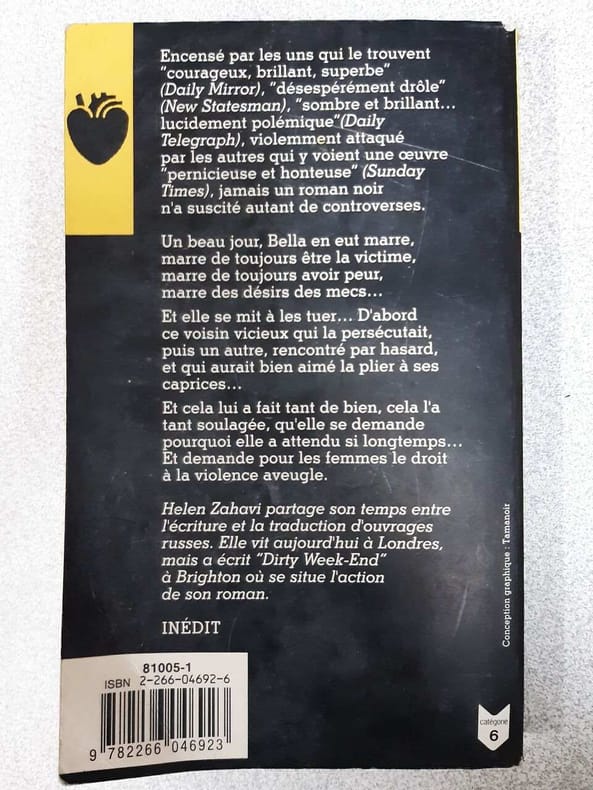 Encensé par les uns qui le trouvent
"courageux, brillant, superbe"
(Daily Mirror), "désespérément drôle"
(New Statesman), "sombre et brillant...
lucidement polémique"(Daily
Telegraph), violemment attaqué
par les autres qui y voient une œuvre
"pernicieuse et honteuse" (Sunday
Times), jamais un roman noir
n'a suscité autant de controverses.
Un beau jour, Bella en eut marre,
marre de toujours être la victime,
marre de toujours avoir peur,
marre des désirs des mecs...
Et elle se mit à les tuer... D'abord
ce voisin vicieux qui la persécutait,
puis un autre, rencontré par hasard,
et qui aurait bien aimé la plier à ses
caprices...
Et cela lui a fait tant de bien, cela l'a
tant soulagée, qu'elle se demande
pourquoi elle a attendu si longtemps...
Et demande pour les femmes le droit
à la violence aveugle.
Helen Zahavi partage son temps entre
l'écriture et la traduction d'ouvrages
russes. Elle vit aujourd'hui à Londres,
mais a écrit "Dirty Week-End"
à Brighton où se situe l'action
de son roman.
INÉDIT
Conception graphique : Tamanoir
81005-1
ISBN 2-266-04692-6
9 782266 046923
catégorie
6